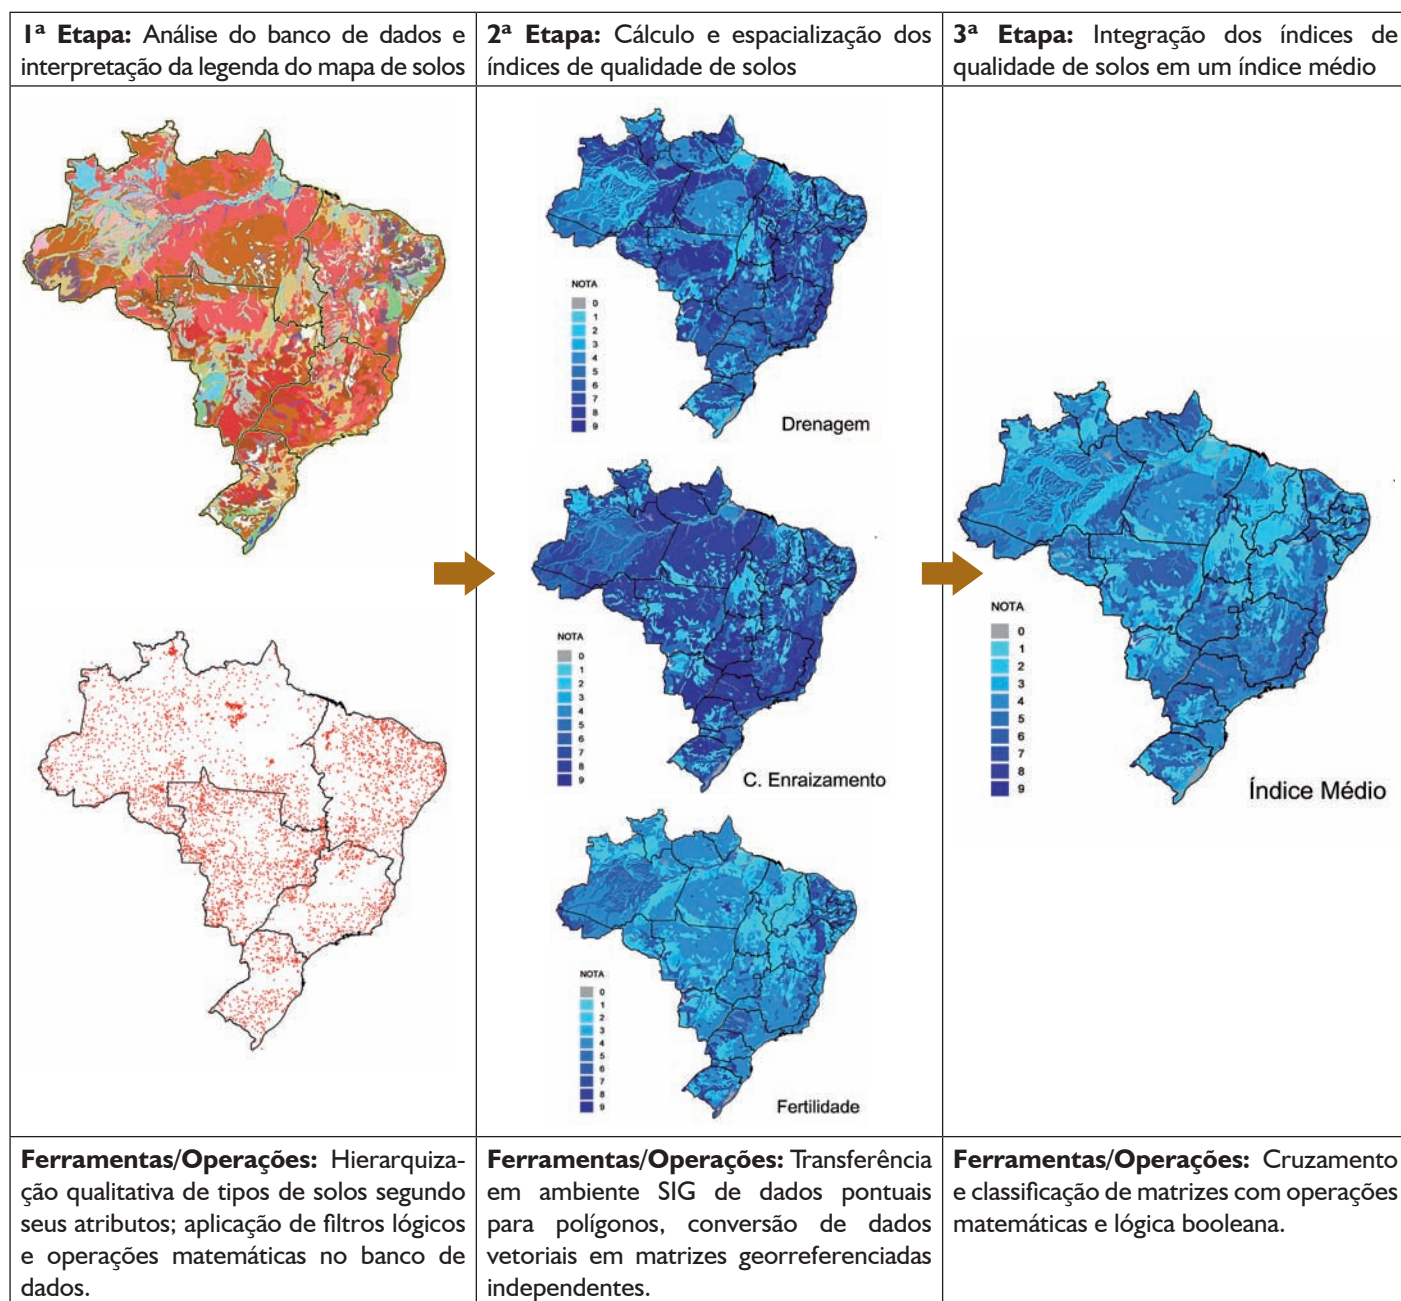 1ª Etapa: Análise do banco de dados e
interpretação da legenda do mapa de solos
2ª Etapa: Cálculo e espacialização dos
índices de qualidade de solos
3ª Etapa: Integração dos índices de
qualidade de solos em um índice médio
NOTA
0
1
2
3
4
5
6
7
8
9
Drenagem
NOTA
0
1
2
3
4
5
6
7
8
9
C. Enraizamento
NOTA
0
1
2
3
4
5
6
7
8
9
Fertilidade
NOTA
0
1
2
3
4
5
6
7
8
9
Índice Médio
Ferramentas/Operações: Hierarquiza-
ção qualitativa de tipos de solos segundo
seus atributos; aplicação de filtros lógicos
e operações matemáticas no banco de
dados.
Ferramentas/Operações: Transferência
em ambiente SIG de dados pontuais
para polígonos, conversão de dados
vetoriais em matrizes georreferenciadas
independentes.
Ferramentas/Operações: Cruzamento
e classificação de matrizes com operações
matemáticas e lógica booleana.